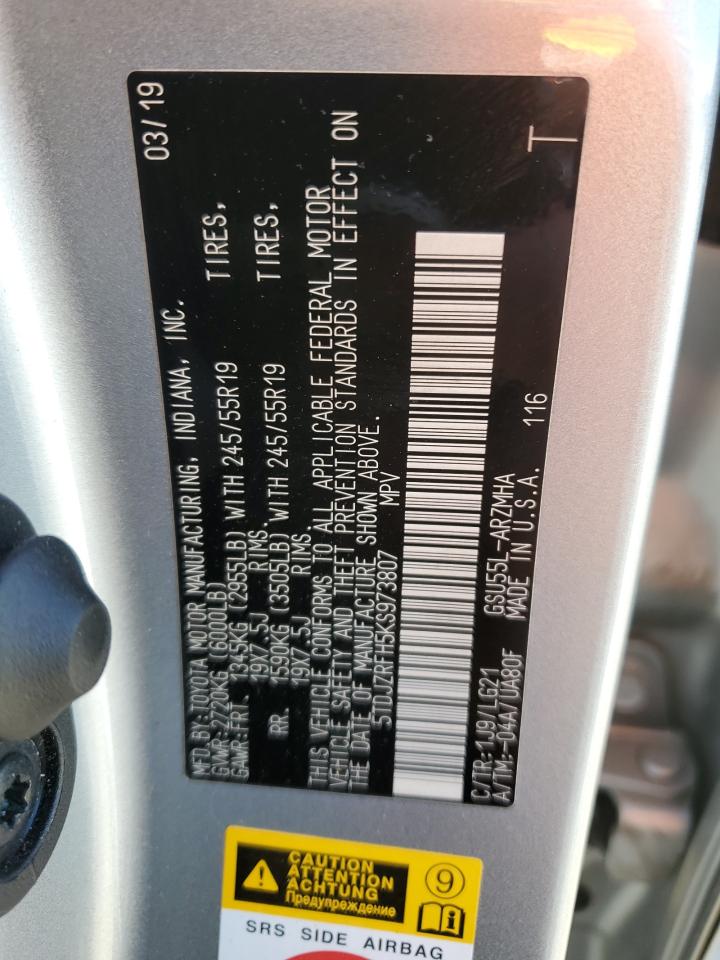 MFD. BY: TOYOTA MOTOR MANUFACTURING, INDIANA, INC. 03/19
GVWR: 2720KG (6000LB)
GAWR: FRT. 1345KG (2955LB) WITH 245/55R19 TIRES,
19X7.5J RIMS.
RR. 1590KG (3505LB) WITH 245/55R19 TIRES,
19X7.5J RIMS
THIS VEHICLE CONFORMS TO ALL APPLICABLE FEDERAL MOTOR
VEHICLE SAFETY AND THEFT PREVENTION STANDARDS IN EFFECT ON
THE DATE OF MANUFACTURE SHOWN ABOVE.
5TDJZRFH5KS973807 MPV
C/TR: 1J9/LG21 GSU55L-ARZMHA
A/TM: -04A/UA80F MADE IN U.S.A. 116 T
CAUTION
ATTENTION
ACHTUNG
Предупреждение
9
SRS SIDE AIRBAG